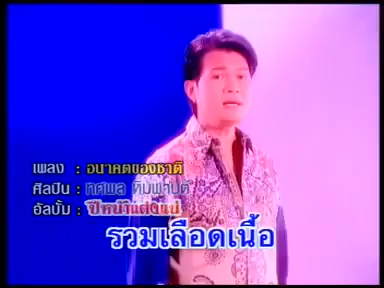 เพลง : อนาคตของชาติ
ศิลปิน : ทศพล หิมพานต์
อัลบั้ม :
รวมเลือดเนื้อ